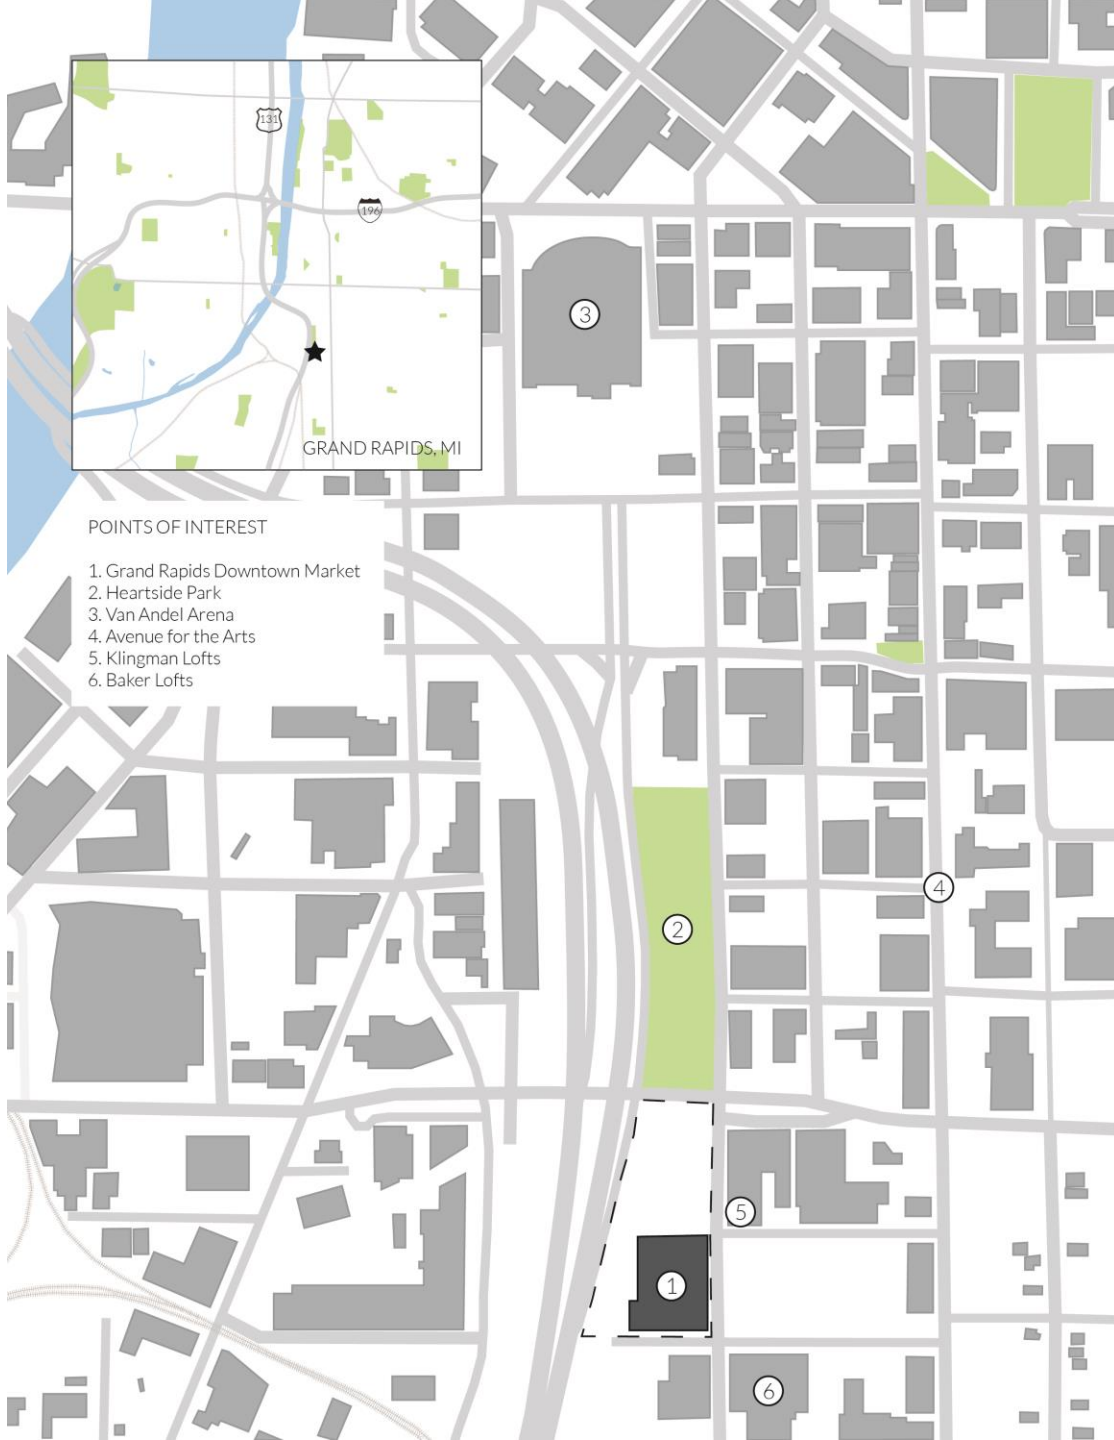 131
196
GRAND RAPIDS, MI
3
POINTS OF INTEREST
1. Grand Rapids Downtown Market
2. Heartside Park
3. Van Andel Arena
4. Avenue for the Arts
5. Klingman Lofts
6. Baker Lofts
4
2
5
1
6